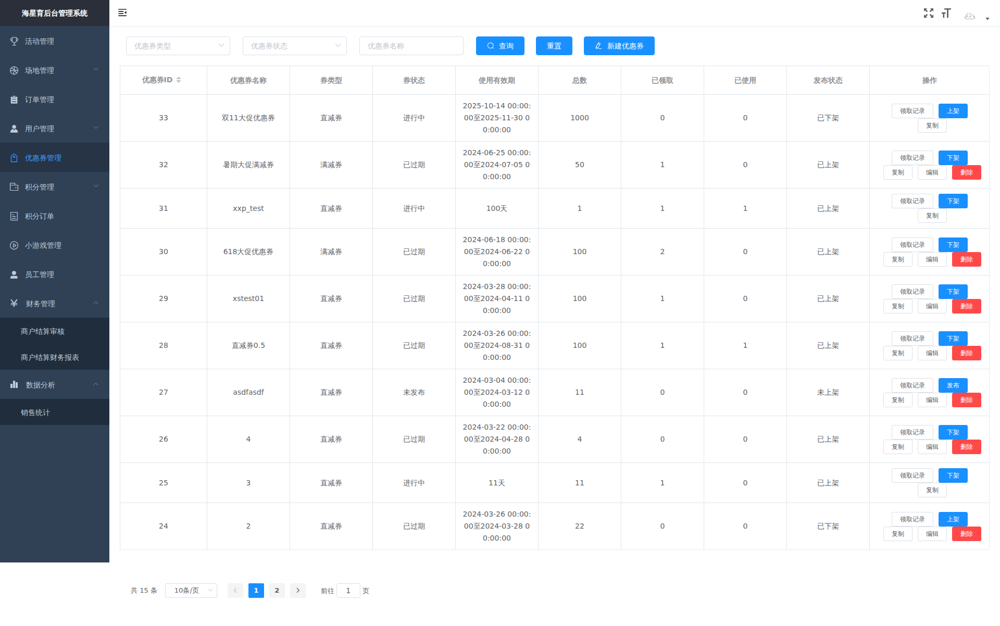 海星育后台管理系统
活动管理
场地管理
订单管理
用户管理
优惠券管理
积分管理
积分订单
小游戏管理
员工管理
财务管理
商户结算审核
商户结算财务报表
数据分析
销售统计
优惠券类型 优惠券状态 优惠券名称 查询 重置 新建优惠券
优惠券ID 优惠券名称 券类型 券状态 使用有效期 总数 已领取 已使用 发布状态 操作
33 双11大促优惠券 直减券 进行中 2025-10-14 00:00:
00至2025-11-30 0
0:00:00 1000 0 0 已下架 领取记录 上架
复制
32 暑期大促满减券 满减券 已过期 2024-06-25 00:00:
00至2024-07-05 0
0:00:00 50 1 0 已上架 领取记录 下架
复制 编辑 删除
31 xxp_test 直减券 进行中 100天 1 1 1 已上架 领取记录 下架
复制
30 618大促优惠券 满减券 已过期 2024-06-18 00:00:
00至2024-06-22 0
0:00:00 100 2 0 已上架 领取记录 下架
复制 编辑 删除
29 xstest01 直减券 已过期 2024-03-28 00:00:
00至2024-04-11 0
0:00:00 100 1 0 已上架 领取记录 下架
复制 编辑 删除
28 直减券0.5 直减券 已过期 2024-03-26 00:00:
00至2024-08-31 0
0:00:00 100 1 1 已上架 领取记录 下架
复制 编辑 删除
27 asdfasdf 直减券 未发布 2024-03-04 00:00:
00至2024-03-12 0
0:00:00 11 0 0 未上架 领取记录 发布
复制 编辑 删除
26 4 直减券 已过期 2024-03-22 00:00:
00至2024-04-28 0
0:00:00 4 0 0 已上架 领取记录 下架
复制 编辑 删除
25 3 直减券 进行中 11天 11 1 0 已上架 领取记录 下架
复制
24 2 直减券 已过期 2024-03-26 00:00:
00至2024-03-28 0
0:00:00 22 0 0 已下架 领取记录 上架
复制 编辑 删除
共 15 条 10条/页 1 2 前往 1 页